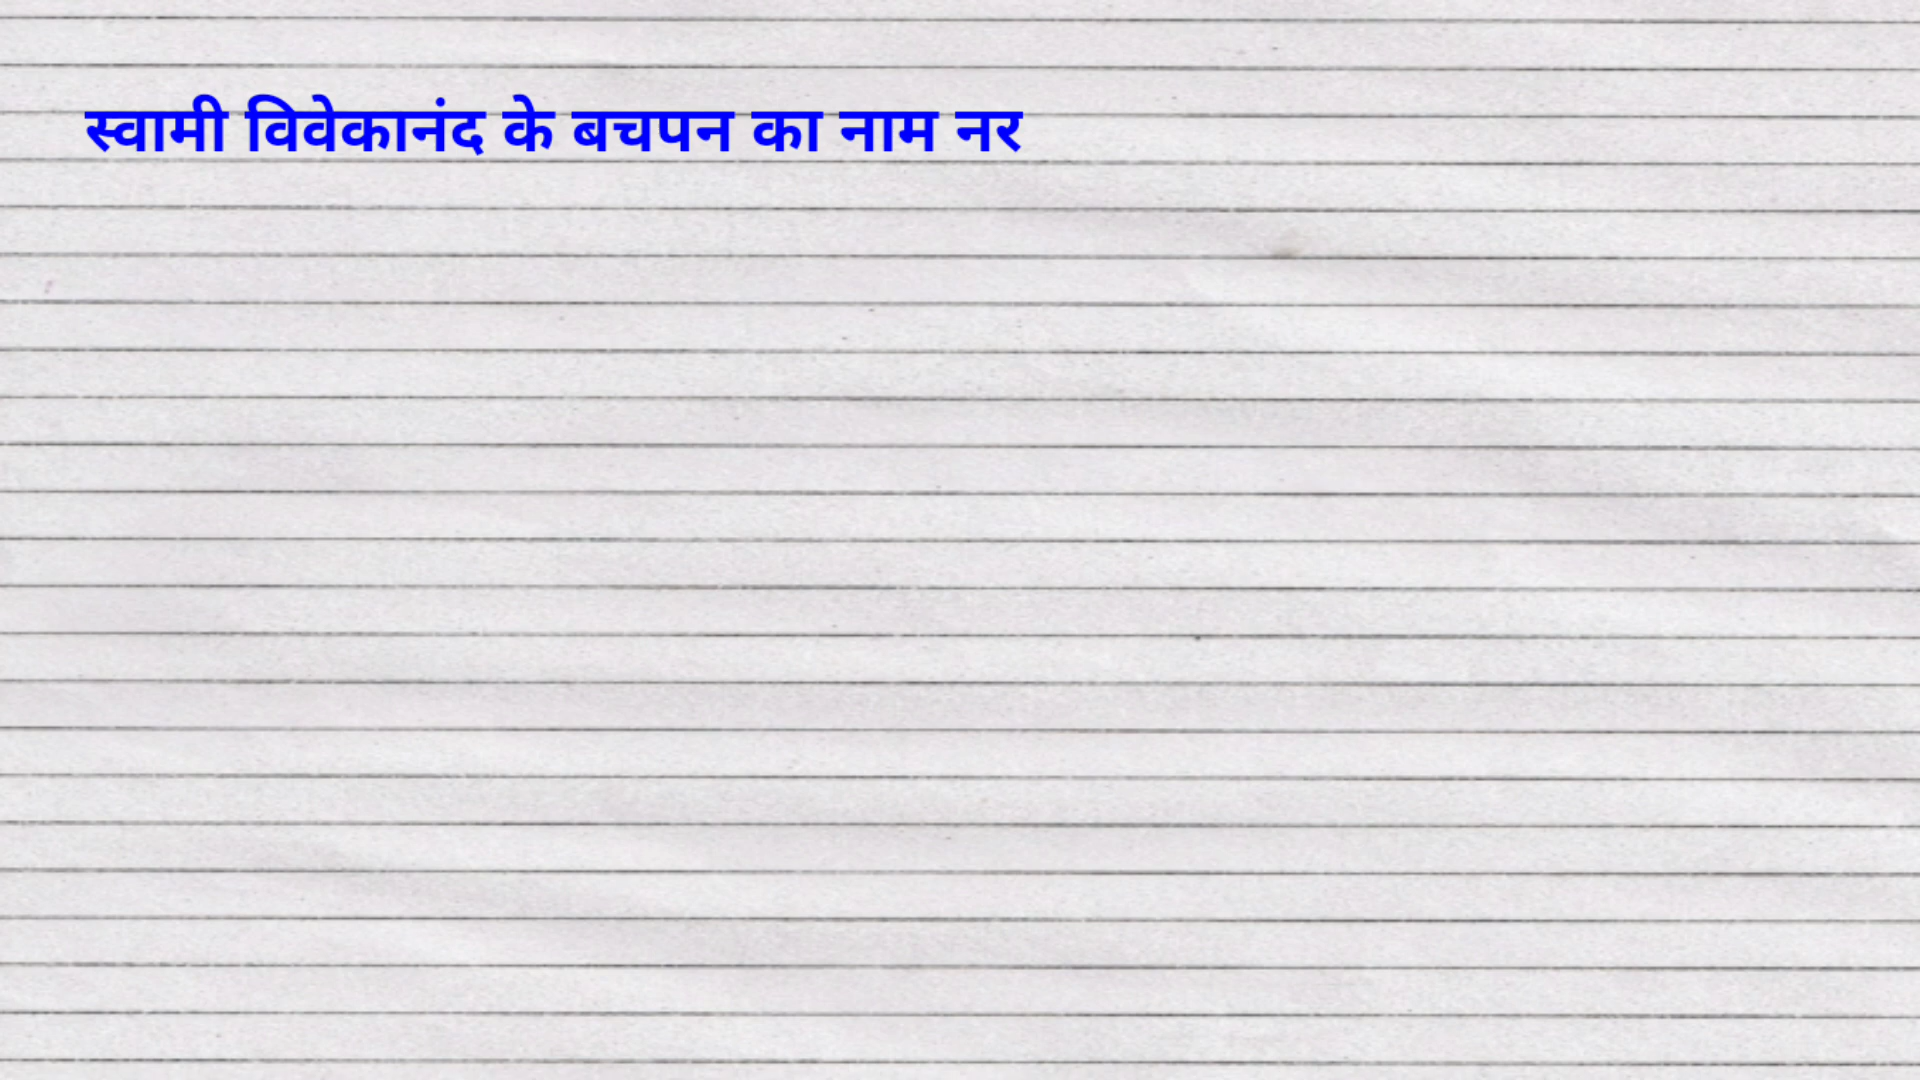 स्वामी विवेकानंद के बचपन का नाम नर